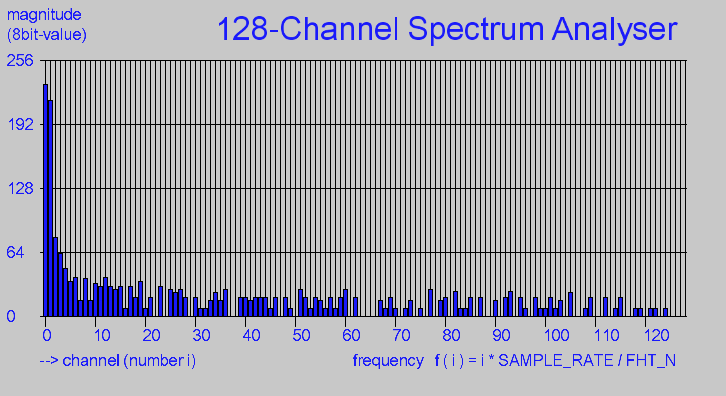 magnitude
(8bit-value)
128-Channel Spectrum Analyser
256
192
128
64
0
0 10 20 30 40 50 60 70 80 90 100 110 120
--> channel (number i)
frequency f ( i ) = i * SAMPLE_RATE / FHT_N